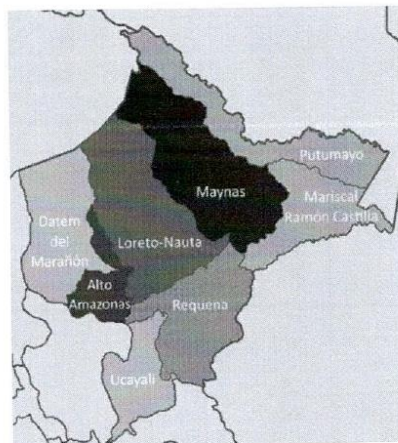 Putumayo
Maynas
Mariscal
Ramón Castilla
Datem
del
Marañón
Loreto-Nauta
Alto
Amazonas
Requena
Ucayali